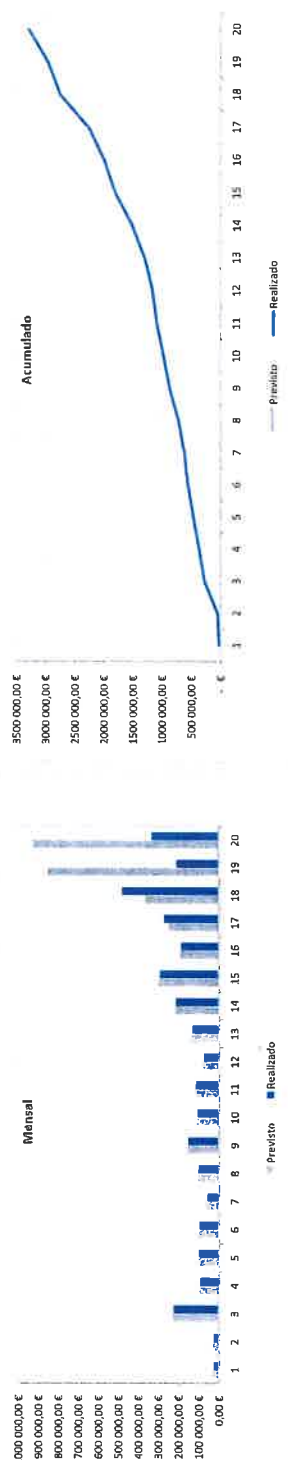 Mensal
000 000,00 €
900 000,00 €
800 000,00 €
700 000,00 €
600 000,00 €
500 000,00 €
400 000,00 €
300 000,00 €
200 000,00 €
100 000,00 €
0,00 €
1 2 3 4 5 6 7 8 9 10 11 12 13 14 15 16 17 18 19 20
Previsto Realizado
Acumulado
3500 000,00 €
3000 000,00 €
2500 000,00 €
2000 000,00 €
1500 000,00 €
1000 000,00 €
500 000,00 €
- €
1 2 3 4 5 6 7 8 9 10 11 12 13 14 15 16 17 18 19 20
Previsto Realizado